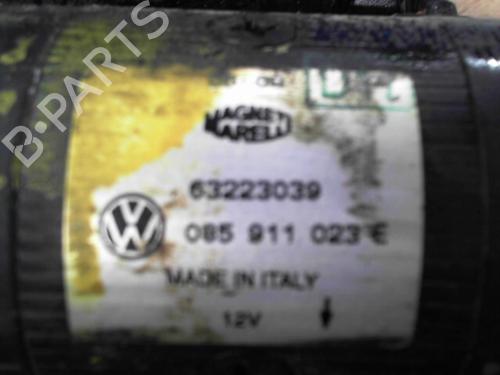 B-PARTS
MAGNETI
MARELLI
63223039
085 911 023 E
MADE IN ITALY
12V